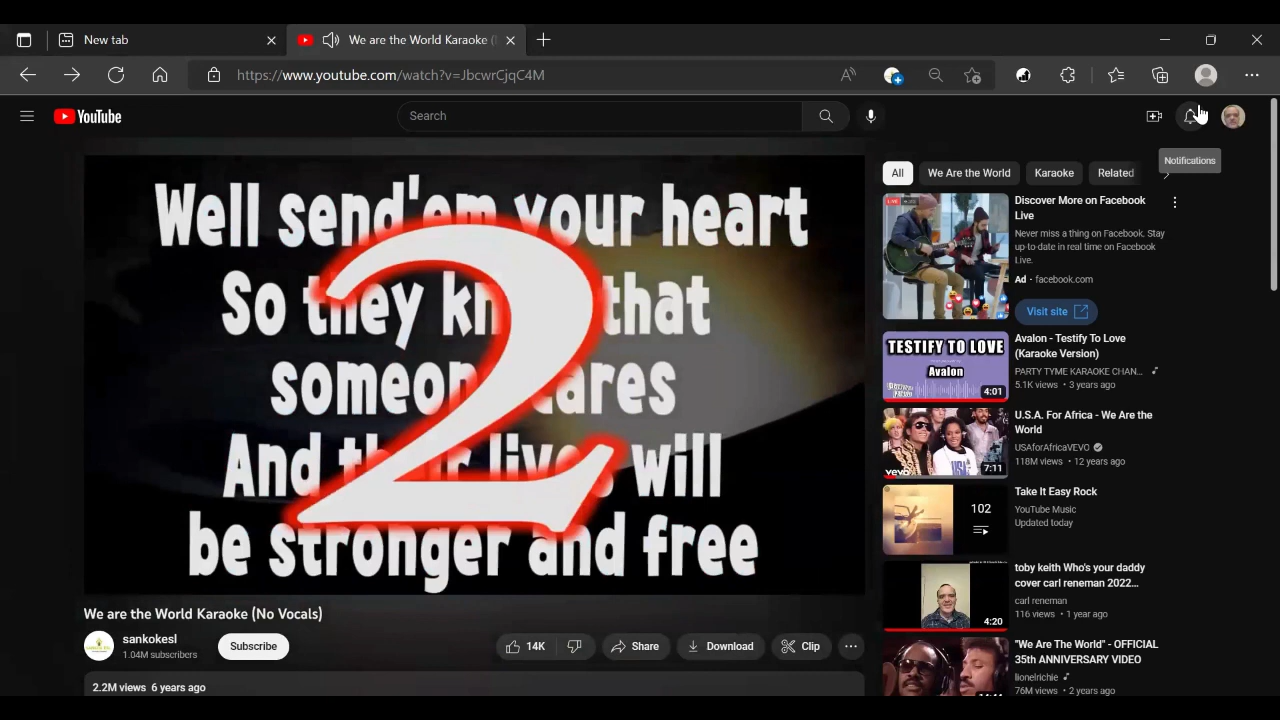 New tab
We are the World Karaoke (
https://www.youtube.com/watch?v=JbcwrCjqC4M
YouTube
Search
Notifications
Well send'em your heart
So they know that
someone cares
And their lives will
be stronger and free
2
We are the World Karaoke (No Vocals)
sankokesl
1.04M subscribers
Subscribe
14K
Share
Download
Clip
2.2M views 6 years ago
All
We Are the World
Karaoke
Related
LIVE
Discover More on Facebook
Live
Never miss a thing on Facebook. Stay
up-to-date in real time on Facebook
Live.
Ad · facebook.com
Visit site
TESTIFY TO LOVE
Avalon
4:01
Avalon - Testify To Love
(Karaoke Version)
PARTY TYME KARAOKE CHAN...
5.1K views · 3 years ago
vevo
7:11
U.S.A. For Africa - We Are the
World
USAforAfricaVEVO
118M views · 12 years ago
102
Take It Easy Rock
YouTube Music
Updated today
4:20
toby keith Who's your daddy
cover carl reneman 2022...
carl reneman
116 views · 1 year ago
"We Are The World" - OFFICIAL
35th ANNIVERSARY VIDEO
lionelrichie
76M views · 2 years ago